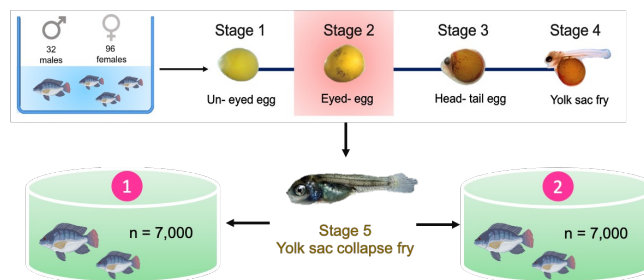 ♂ ♀
32 96
males females
Stage 1 Stage 2 Stage 3 Stage 4
Un- eyed egg Eyed- egg Head- tail egg Yolk sac fry
1 2
n = 7,000 n = 7,000
Stage 5
Yolk sac collapse fry